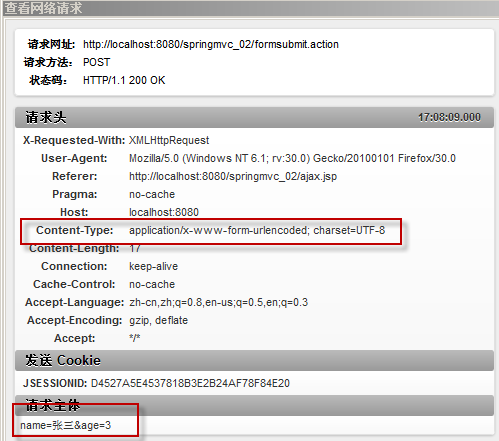 查看网络请求
请求网址: http://localhost:8080/springmvc_02/formsubmit.action
请求方法: POST
状态码: HTTP/1.1 200 OK
请求头 17:08:09.000
X-Requested-With: XMLHttpRequest
User-Agent: Mozilla/5.0 (Windows NT 6.1; rv:30.0) Gecko/20100101 Firefox/30.0
Referer: http://localhost:8080/springmvc_02/ajax.jsp
Pragma: no-cache
Host: localhost:8080
Content-Type: application/x-www-form-urlencoded; charset=UTF-8
Content-Length: 17
Connection: keep-alive
Cache-Control: no-cache
Accept-Language: zh-cn,zh;q=0.8,en-us;q=0.5,en;q=0.3
Accept-Encoding: gzip, deflate
Accept: */*
发送 Cookie
JSESSIONID: D4527A5E4537818B3E2B24AF78F84E20
请求主体
name=张三&age=3